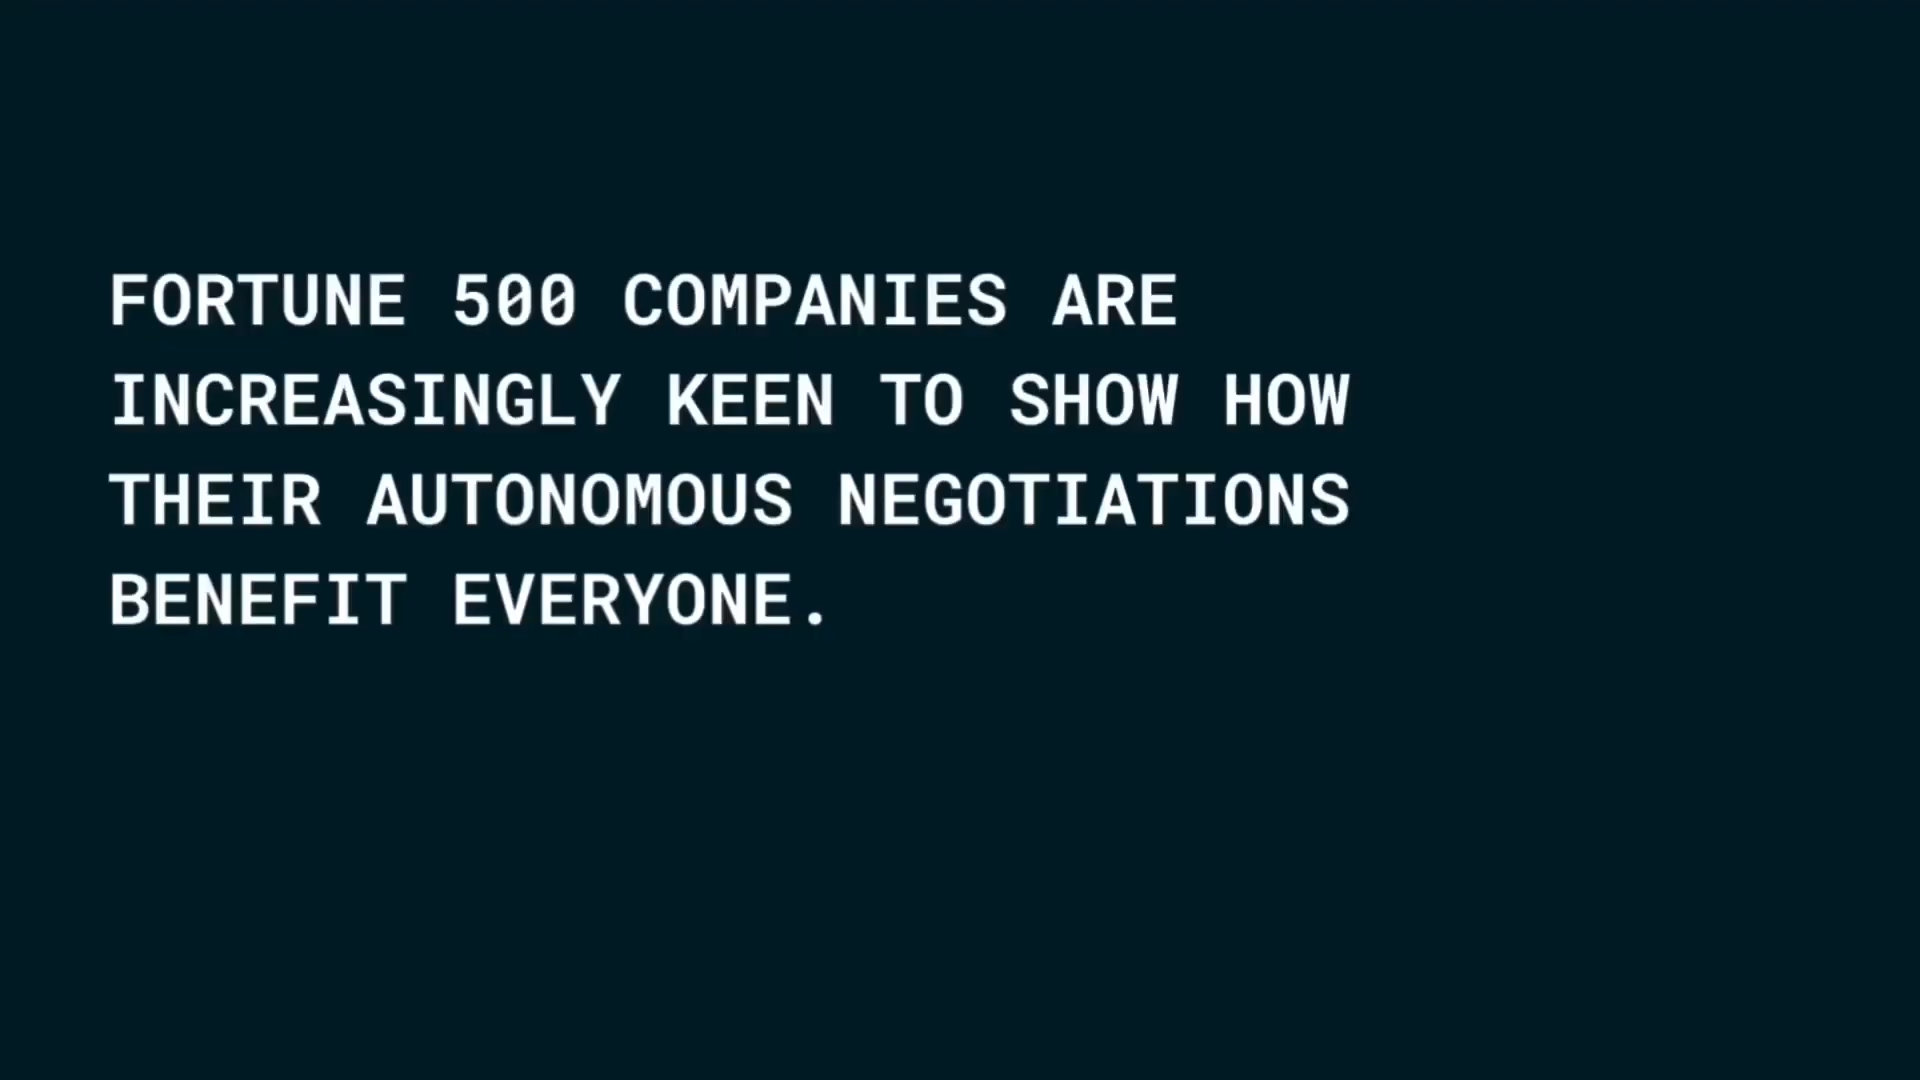 FORTUNE 500 COMPANIES ARE
INCREASINGLY KEEN TO SHOW HOW
THEIR AUTONOMOUS NEGOTIATIONS
BENEFIT EVERYONE.